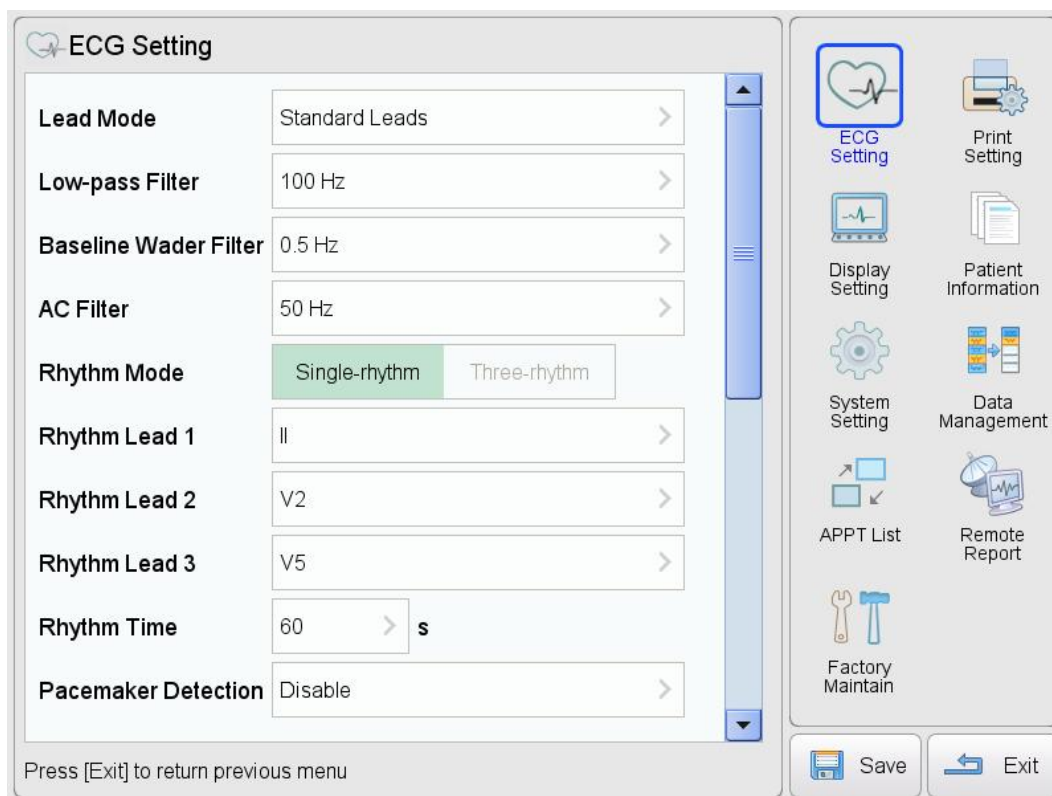 ECG Setting
Lead Mode
Standard Leads
Low-pass Filter
100 Hz
Baseline Wader Filter
0.5 Hz
AC Filter
50 Hz
Rhythm Mode
Single-rhythm
Three-rhythm
Rhythm Lead 1
II
Rhythm Lead 2
V2
Rhythm Lead 3
V5
Rhythm Time
60
s
Pacemaker Detection
Disable
Press [Exit] to return previous menu
ECG
Setting
Print
Setting
Display
Setting
Patient
Information
System
Setting
Data
Management
APPT List
Remote
Report
Factory
Maintain
Save
Exit